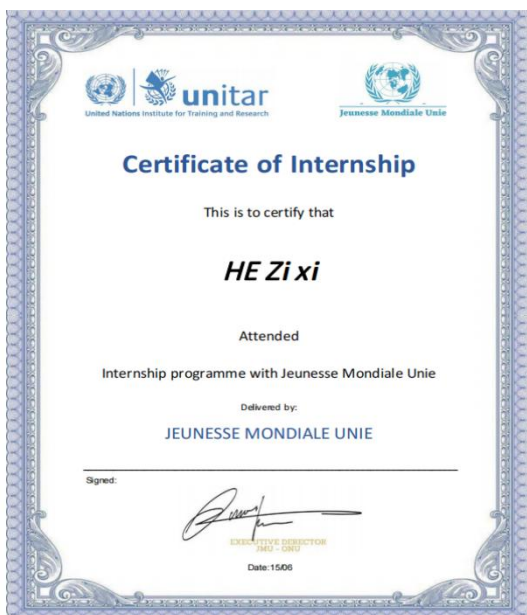 unitar
United Nations Institute for Training and Research
Jeunesse Mondiale Unie
Certificate of Internship
This is to certify that
HE Zi xi
Attended
Internship programme with Jeunesse Mondiale Unie
Delivered by:
JEUNESSE MONDIALE UNIE
Signed:
EXECUTIVE DIRECTOR
JMU - ONU
Date:15/06